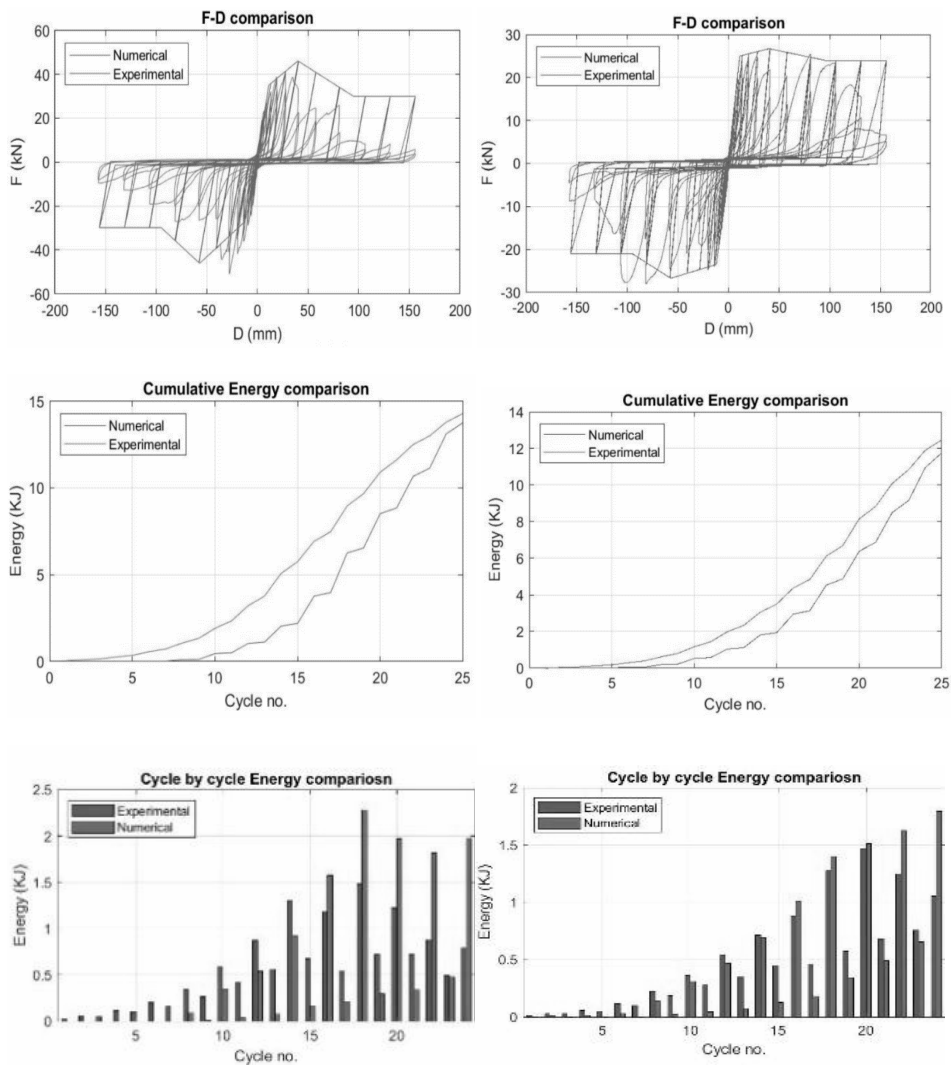 F-D comparison
Numerical
Experimental
60
40
20
0
-20
-40
-60
F (kN)
-200 -150 -100 -50 0 50 100 150 200
D (mm)
F-D comparison
Numerical
Experimental
30
20
10
0
-10
-20
-30
F (kN)
-200 -150 -100 -50 0 50 100 150 200
D (mm)
Cumulative Energy comparison
Numerical
Experimental
15
10
5
0
Energy (KJ)
0 5 10 15 20 25
Cycle no.
Cumulative Energy comparison
Numerical
Experimental
14
12
10
8
6
4
2
0
Energy (KJ)
0 5 10 15 20 25
Cycle no.
Cycle by cycle Energy compariosn
Experimental
Numerical
2.5
2
1.5
1
0.5
0
Energy (KJ)
5 10 15 20
Cycle no.
Cycle by cycle Energy compariosn
Experimental
Numerical
2
1.5
1
0.5
0
Energy (KJ)
5 10 15 20
Cycle no.